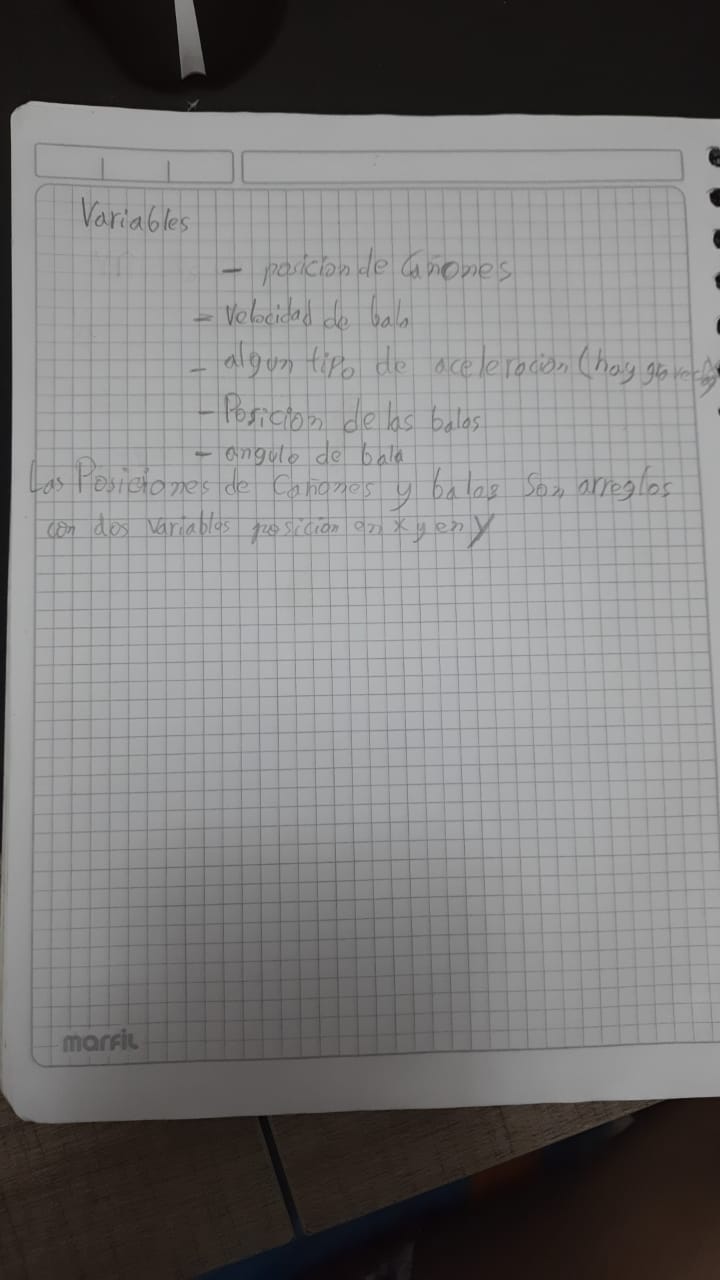 Variables
- posicion de Cañones
- Velocidad de bala
- algun tipo de aceleracion (hay gravedad)
- Posicion de las balas
- angulo de bala
Las Posiciones de Cañones y balas son arreglos
con dos variables posicion en x y en y
marfil